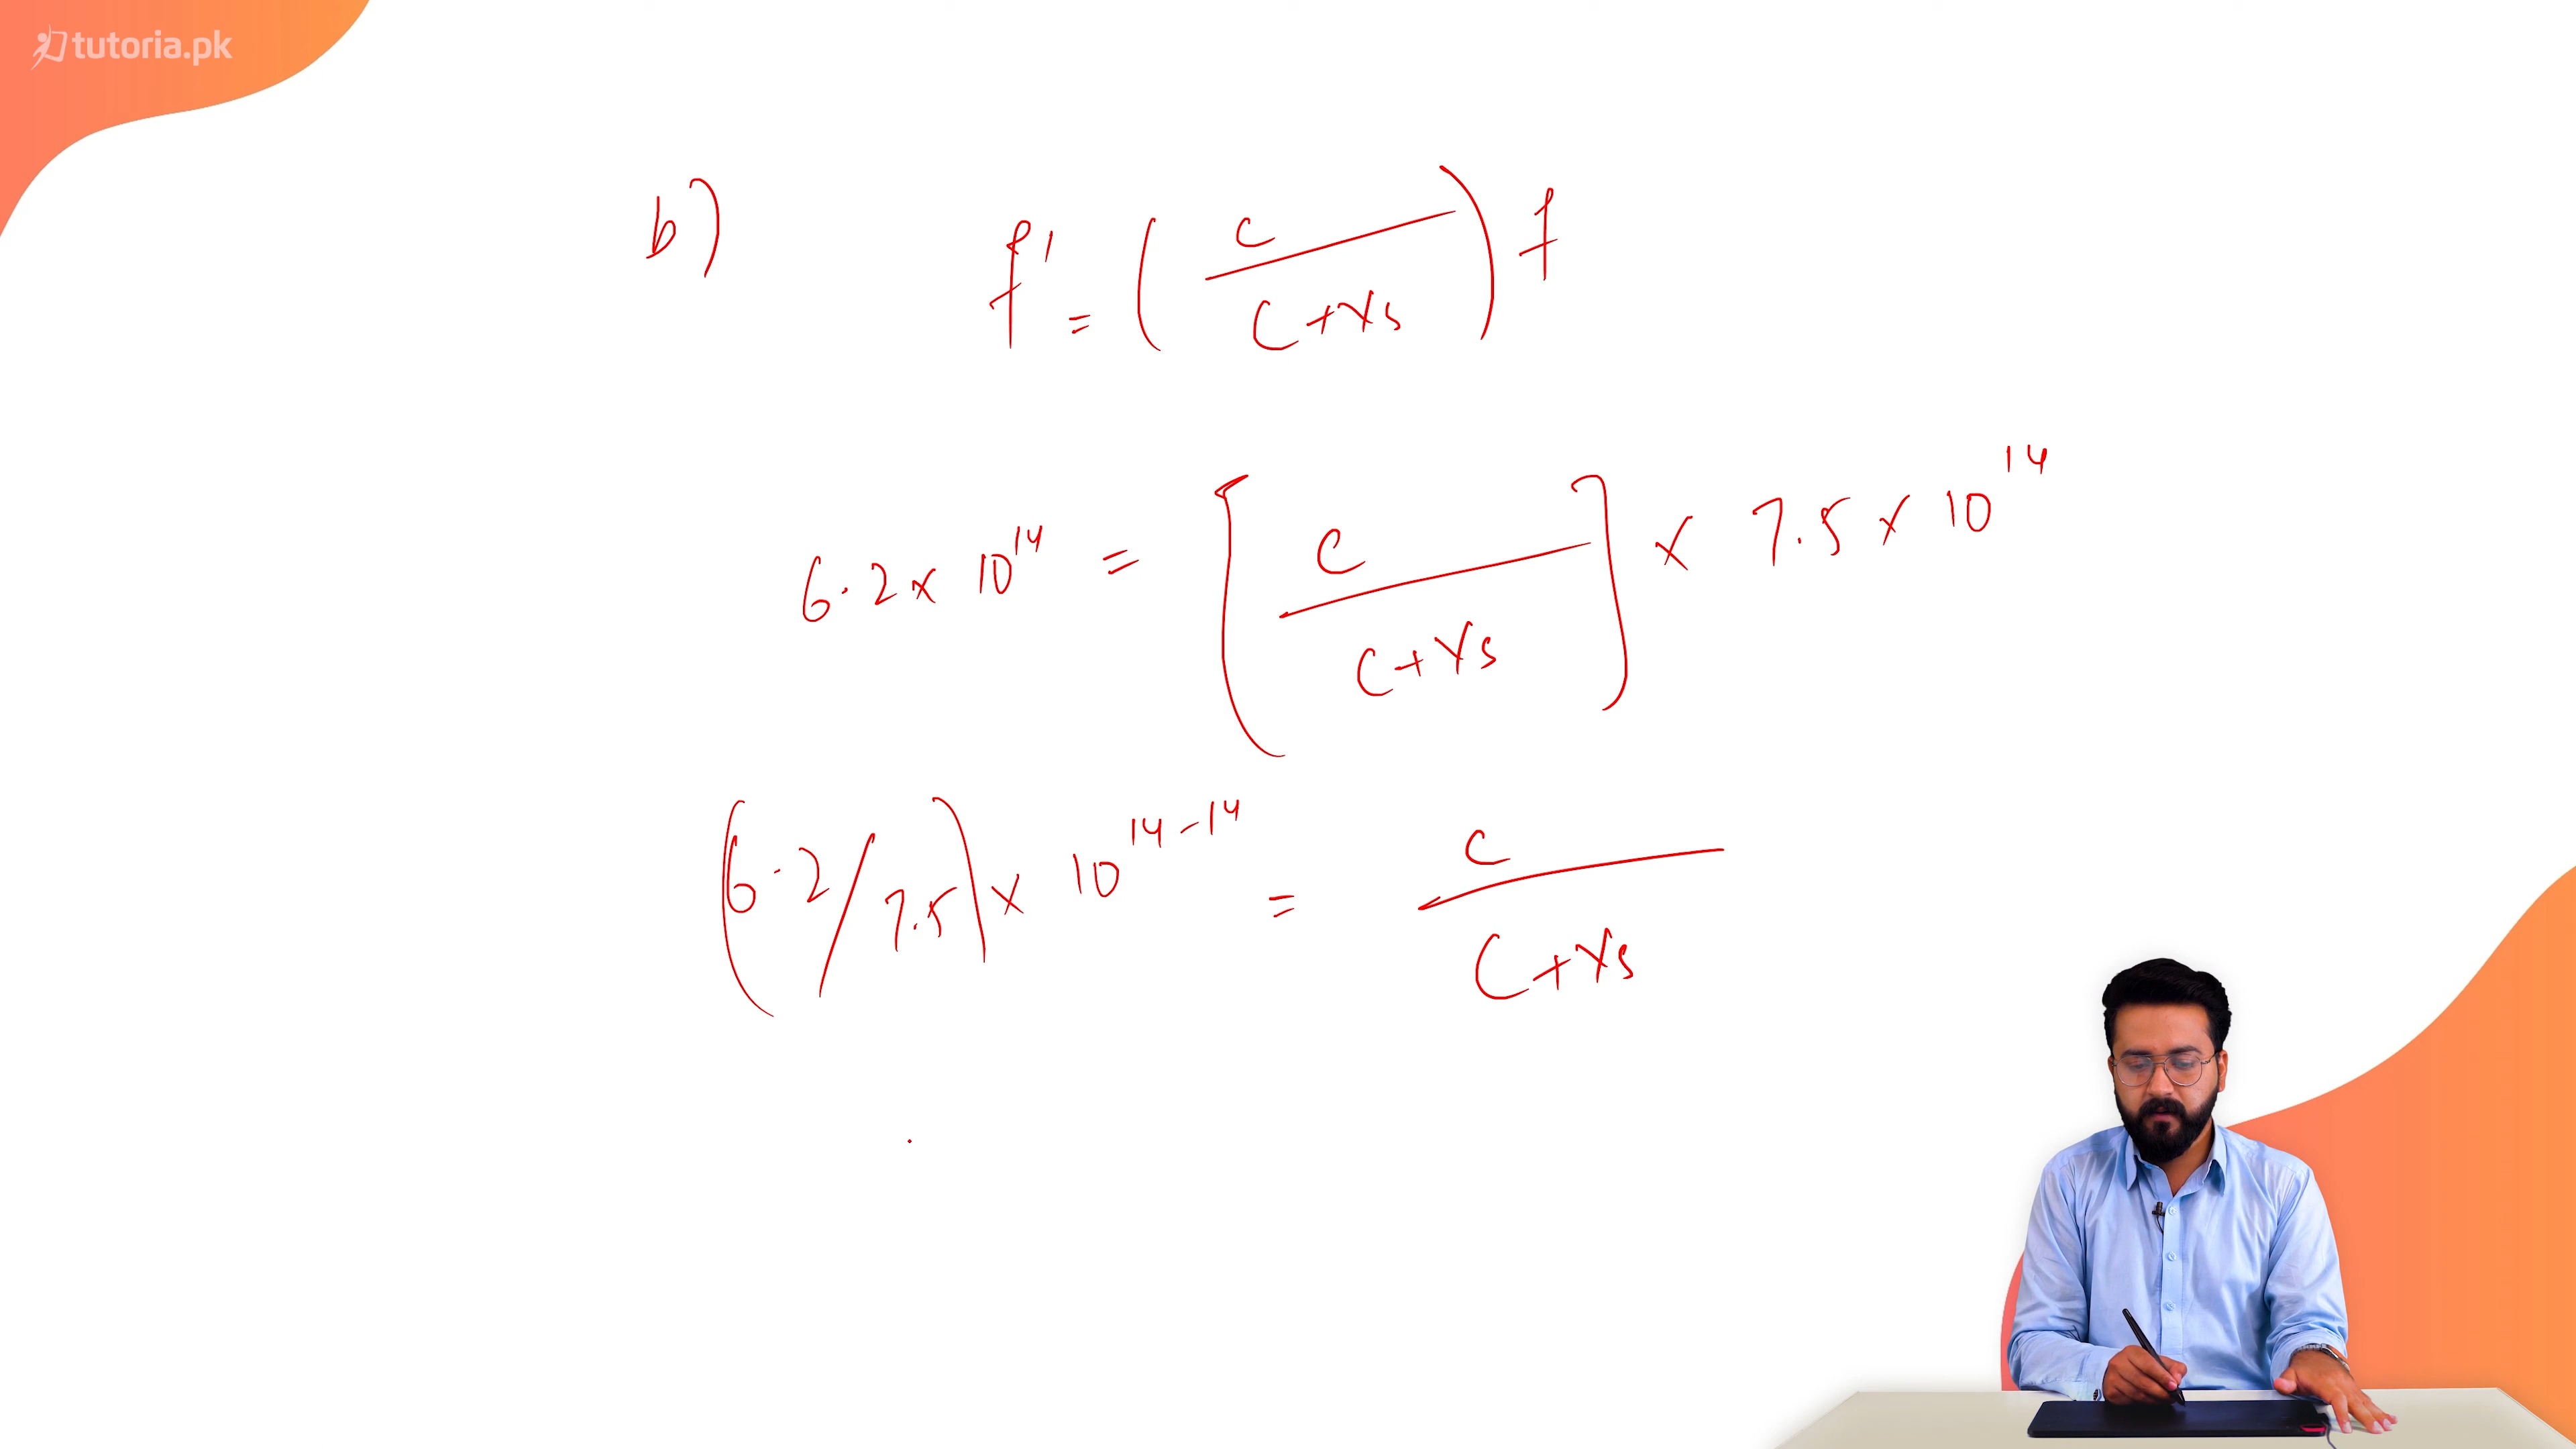 tutoria.pk
b) f' = (c / C+Vs) f
6.2 x 10^14 = [C / C+Vs] x 7.5 x 10^14
(6.2/7.5) x 10^14-14 = c / C+Vs